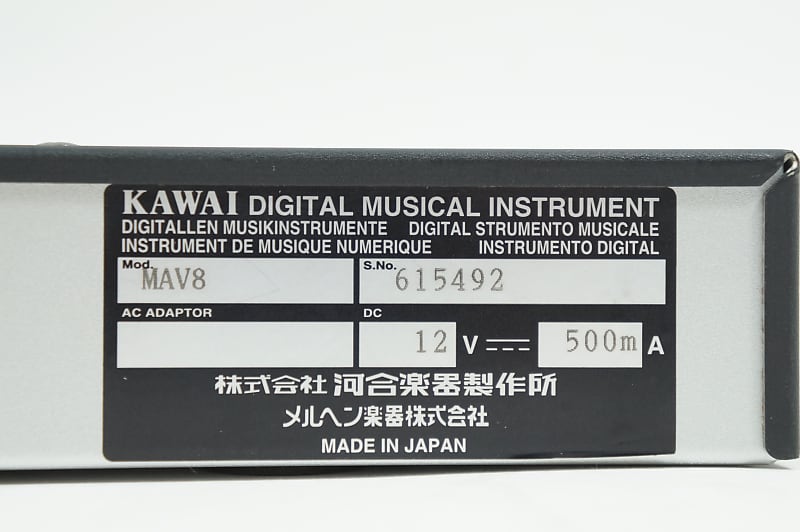 KAWAI DIGITAL MUSICAL INSTRUMENT
DIGITALLEN MUSIKINSTRUMENTE DIGITAL STRUMENTO MUSICALE
INSTRUMENT DE MUSIQUE NUMERIQUE INSTRUMENTO DIGITAL
Mod. MAV8 S.No. 615492
AC ADAPTOR DC
12 V 500m A
株式会社 河合楽器製作所
メルヘン楽器株式会社
MADE IN JAPAN